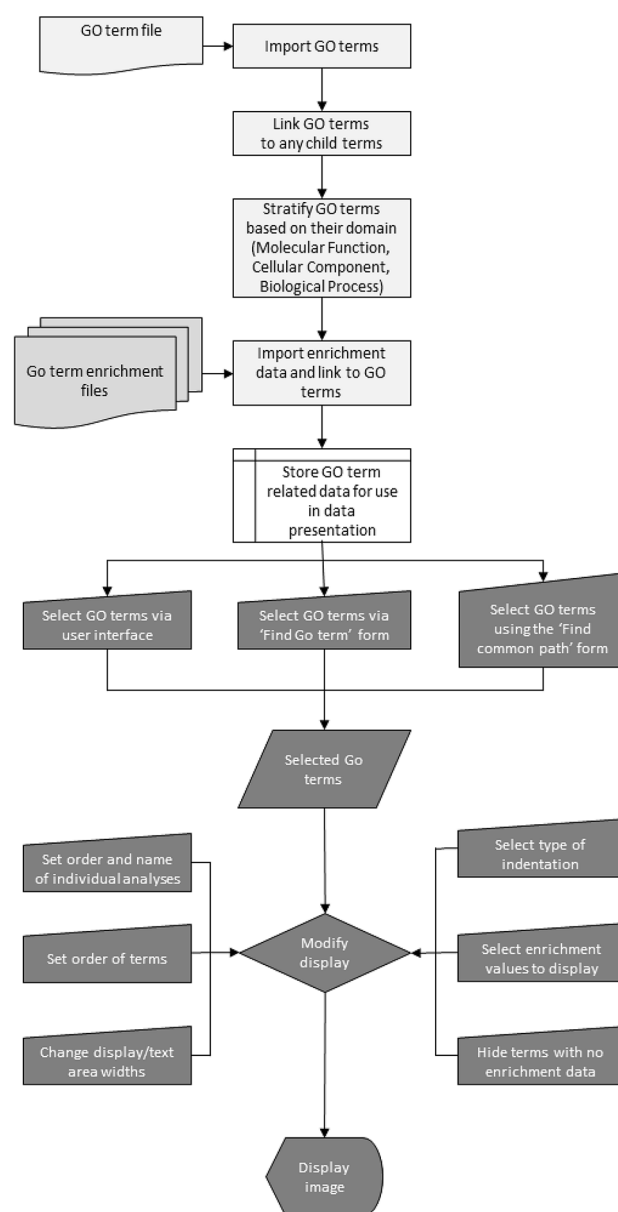 GO term file
Import GO terms
Link GO terms
to any child terms
Stratify GO terms
based on their domain
(Molecular Function,
Cellular Component,
Biological Process)
Go term enrichment
files
Import enrichment
data and link to GO
terms
Store GO term
related data for use
in data
presentation
Select GO terms via
user interface
Select GO terms via
‘Find Go term’ form
Select GO terms
using the ‘Find
common path’ form
Selected Go
terms
Set order and name
of individual analyses
Set order of terms
Change display/text
area widths
Modify
display
Select type of
indentation
Select enrichment
values to display
Hide terms with no
enrichment data
Display
image